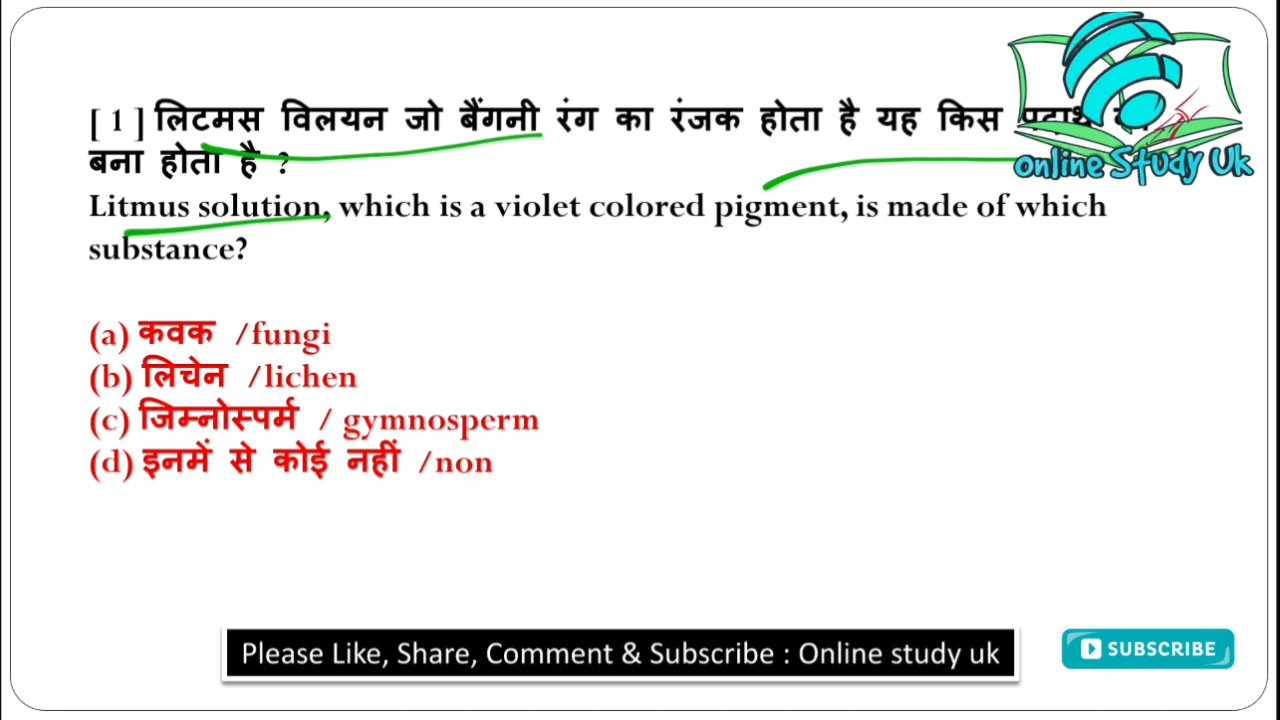 [ 1 ] लिटमस विलयन जो बैंगनी रंग का रंजक होता है यह किस
बना होता है ?
Litmus solution, which is a violet colored pigment, is made of which
substance?
(a) कवक /fungi
(b) लिचेन /lichen
(c) जिम्नोस्पर्म / gymnosperm
(d) इनमें से कोई नहीं /non
Online Study Uk
Please Like, Share, Comment & Subscribe : Online study uk
SUBSCRIBE